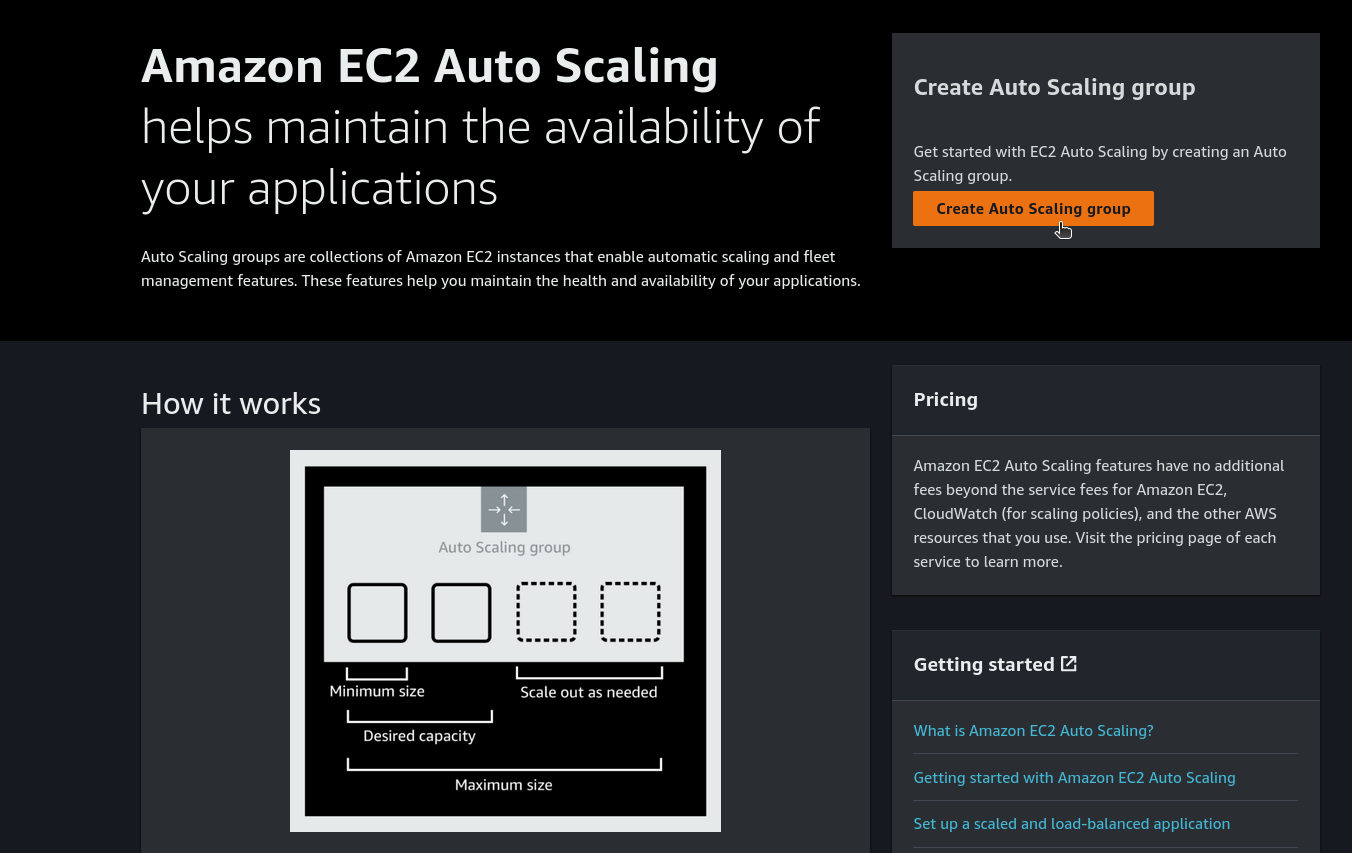 Amazon EC2 Auto Scaling
helps maintain the availability of
your applications
Auto Scaling groups are collections of Amazon EC2 instances that enable automatic scaling and fleet
management features. These features help you maintain the health and availability of your applications.
Create Auto Scaling group
Get started with EC2 Auto Scaling by creating an Auto
Scaling group.
Create Auto Scaling group
How it works
Auto Scaling group
Minimum size
Scale out as needed
Desired capacity
Maximum size
Pricing
Amazon EC2 Auto Scaling features have no additional
fees beyond the service fees for Amazon EC2,
CloudWatch (for scaling policies), and the other AWS
resources that you use. Visit the pricing page of each
service to learn more.
Getting started
What is Amazon EC2 Auto Scaling?
Getting started with Amazon EC2 Auto Scaling
Set up a scaled and load-balanced application